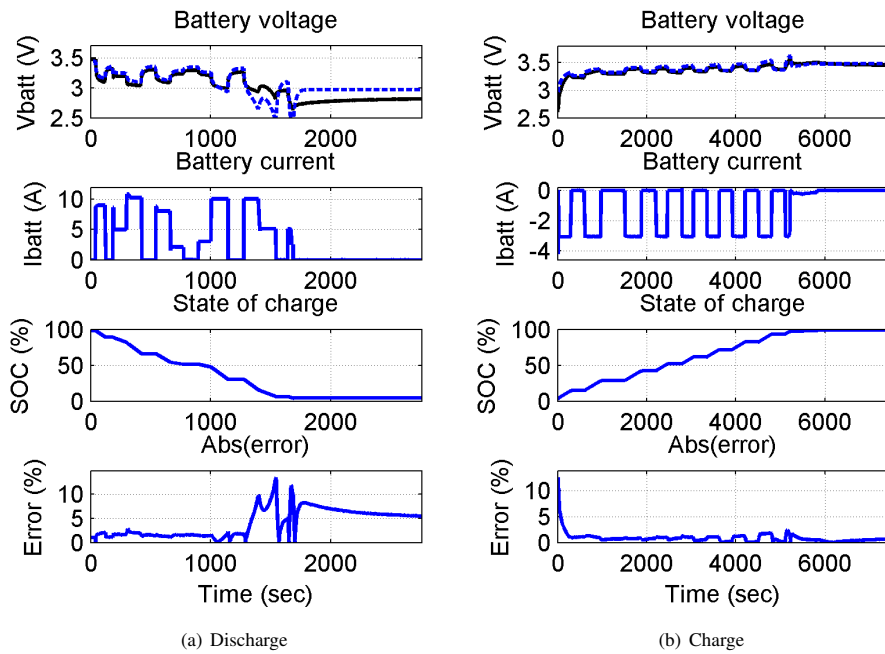 Battery voltage
Vbatt (V)
3.5
3
2.5
0 1000 2000
Battery current
Ibatt (A)
10
5
0
0 1000 2000
State of charge
SOC (%)
100
50
0
0 1000 2000
Abs(error)
Error (%)
10
5
0
0 1000 2000
Time (sec)
(a) Discharge
Battery voltage
Vbatt (V)
3.5
3
2.5
0 2000 4000 6000
Battery current
Ibatt (A)
0
-2
-4
0 2000 4000 6000
State of charge
SOC (%)
100
50
0
0 2000 4000 6000
Abs(error)
Error (%)
10
5
0
0 2000 4000 6000
Time (sec)
(b) Charge